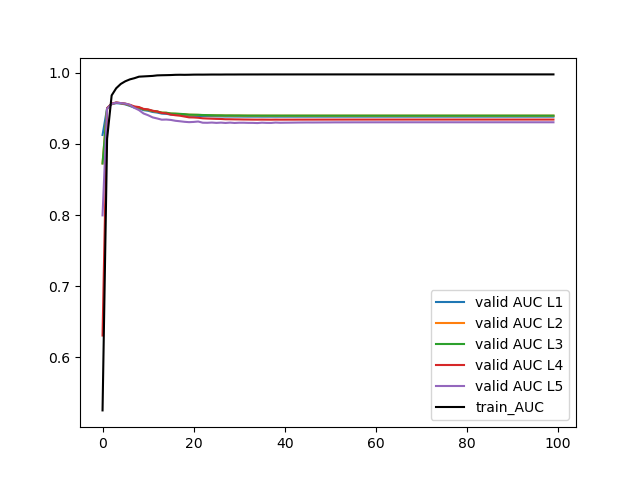 1.0
0.9
0.8
0.7
0.6
0
20
40
60
80
100
valid AUC L1
valid AUC L2
valid AUC L3
valid AUC L4
valid AUC L5
train_AUC